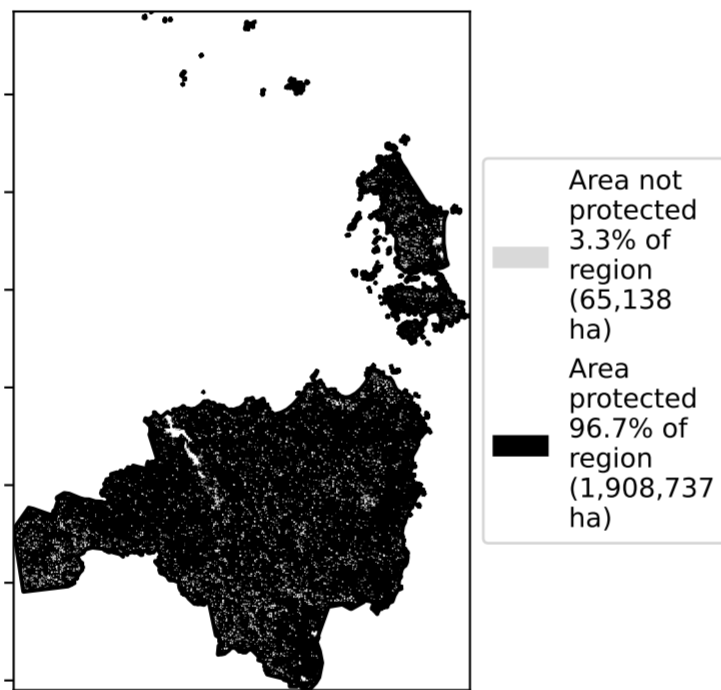 Area not
protected
3.3% of
region
(65,138
ha)
Area
protected
96.7% of
region
(1,908,737
ha)